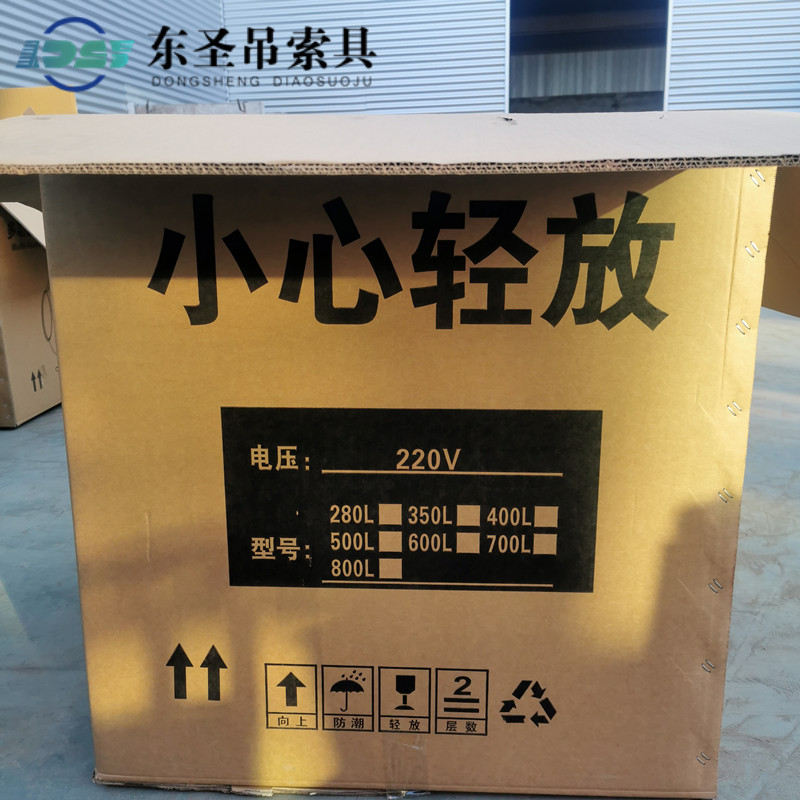 东圣吊索具
DONGSHENG DIAOSUOJU
小心轻放
电压: 220V
280L 350L 400L
型号: 500L 600L 700L
800L
2
向上 防潮 轻放 层数